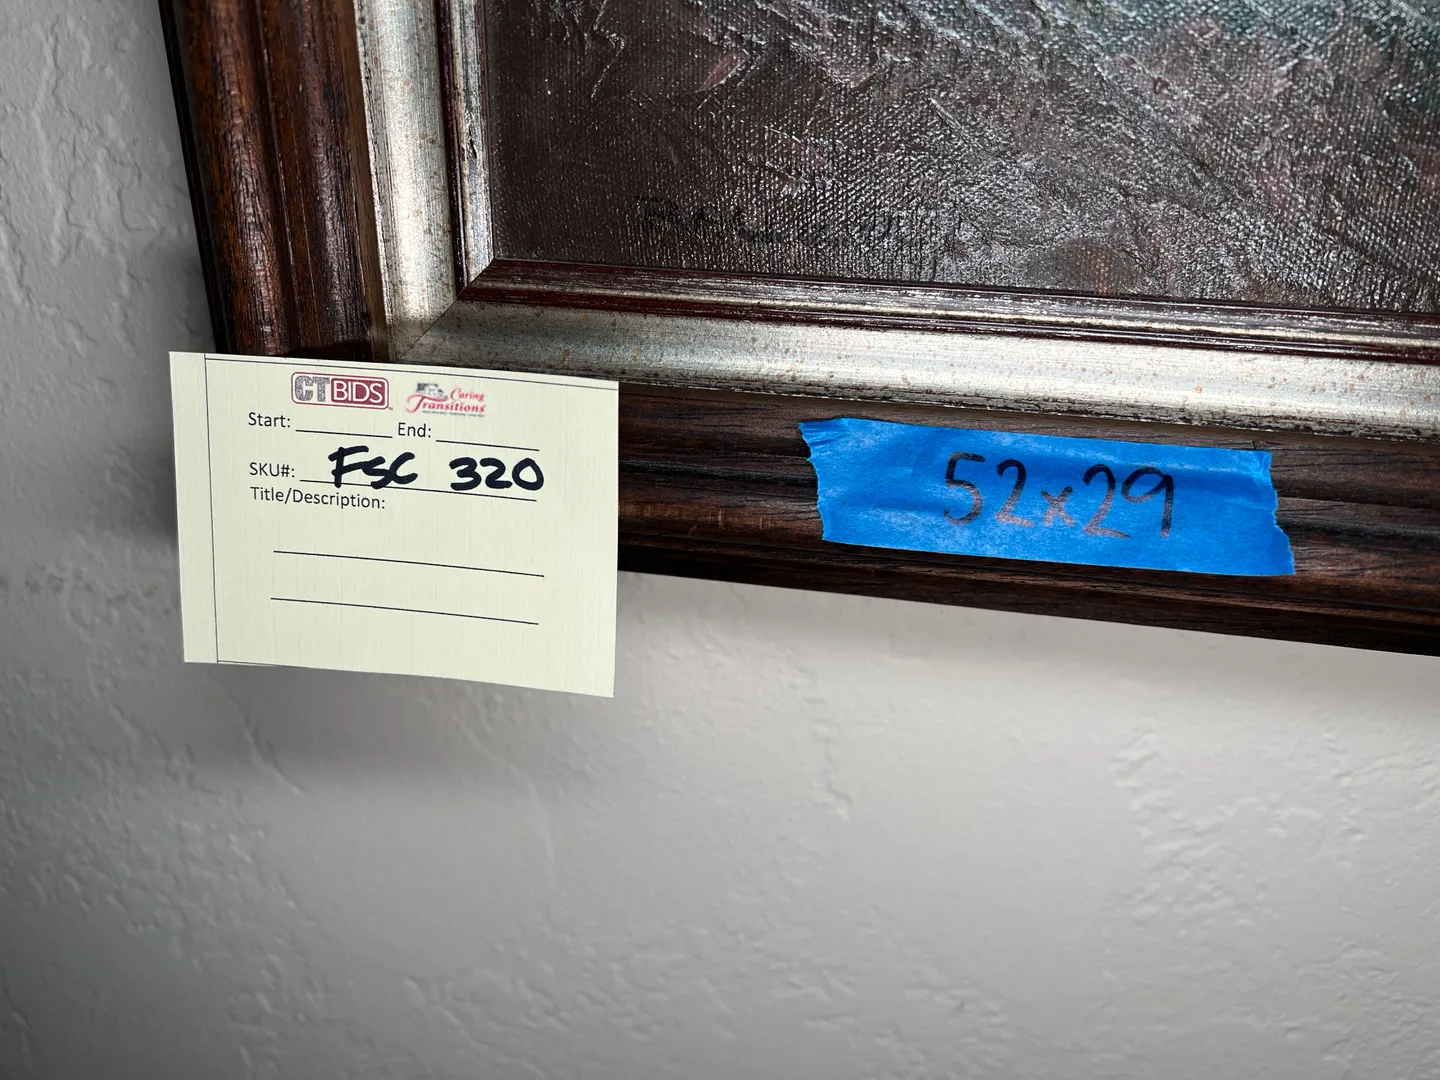 CTBIDS
Caring Transitions
Start: End:
SKU#: FSC 320
Title/Description:
52x29